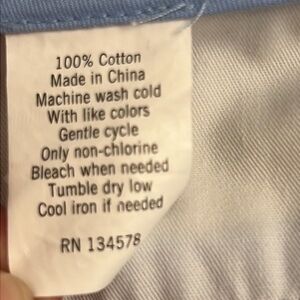 100% Cotton
Made in China
Machine wash cold
With like colors
Gentle cycle
Only non-chlorine
Bleach when needed
Tumble dry low
Cool iron if needed
RN 134578